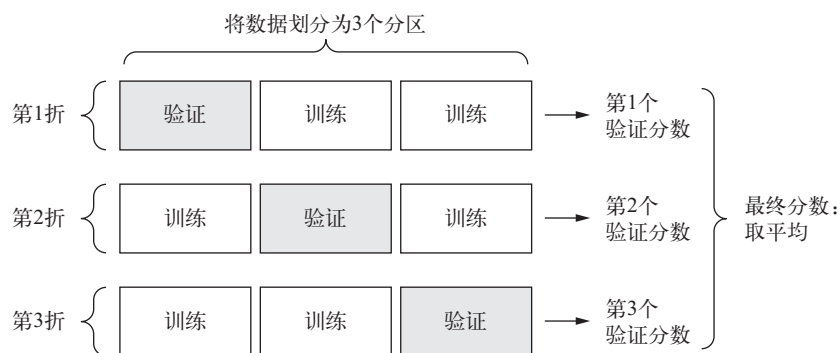 将数据划分为3个分区
第1折 验证 训练 训练 第1个
验证分数
第2折 训练 验证 训练 第2个
验证分数
最终分数:
取平均
第3折 训练 训练 验证 第3个
验证分数